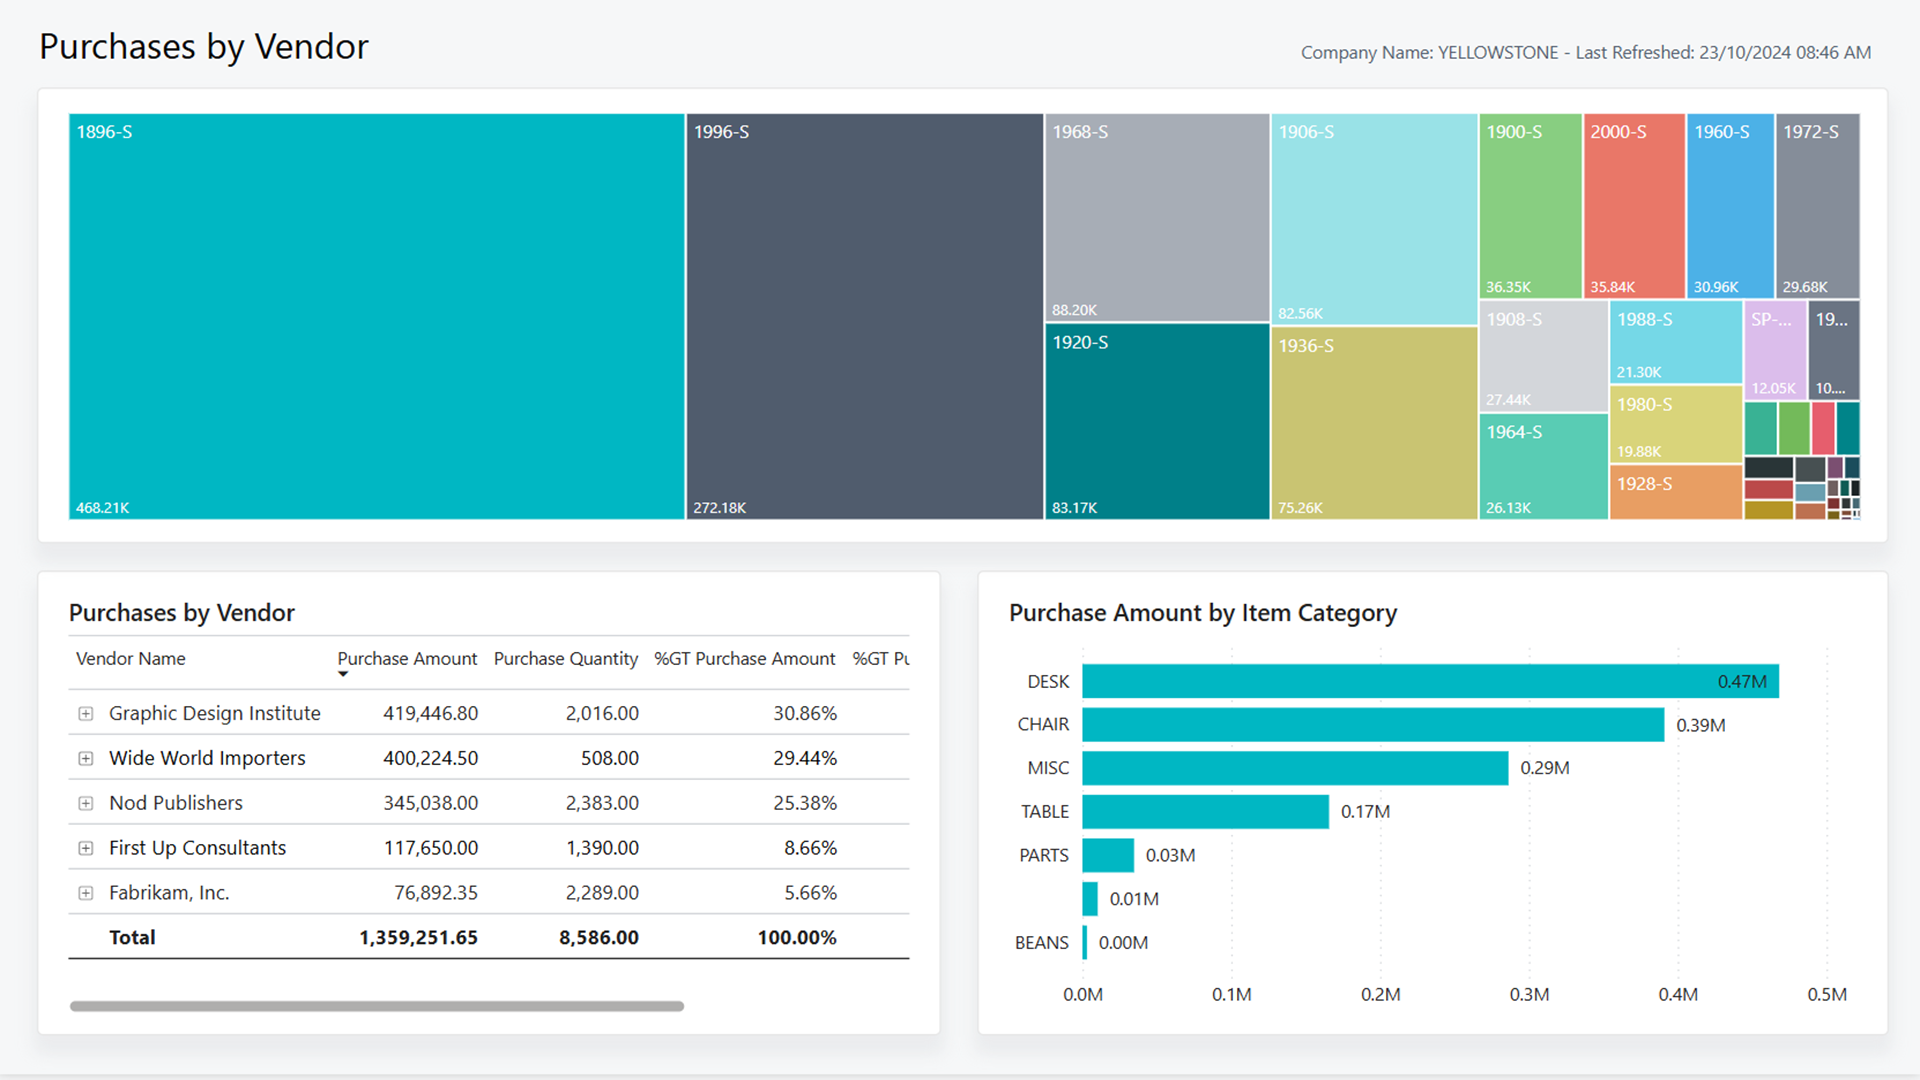 Purchases by Vendor
Company Name: YELLOWSTONE - Last Refreshed: 23/10/2024 08:46 AM
1896-S
468.21K
1996-S
272.18K
1968-S
88.20K
1920-S
83.17K
1906-S
82.56K
1936-S
75.26K
1900-S
36.35K
2000-S
35.84K
1960-S
30.96K
1972-S
29.68K
1908-S
27.44K
1964-S
26.13K
1988-S
21.30K
1980-S
19.88K
1928-S
SP-...
12.05K
19...
10....
Purchases by Vendor
Vendor Name Purchase Amount Purchase Quantity %GT Purchase Amount %GT Pu
Graphic Design Institute 419,446.80 2,016.00 30.86%
Wide World Importers 400,224.50 508.00 29.44%
Nod Publishers 345,038.00 2,383.00 25.38%
First Up Consultants 117,650.00 1,390.00 8.66%
Fabrikam, Inc. 76,892.35 2,289.00 5.66%
Total 1,359,251.65 8,586.00 100.00%
Purchase Amount by Item Category
DESK 0.47M
CHAIR 0.39M
MISC 0.29M
TABLE 0.17M
PARTS 0.03M
0.01M
BEANS 0.00M
0.0M 0.1M 0.2M 0.3M 0.4M 0.5M